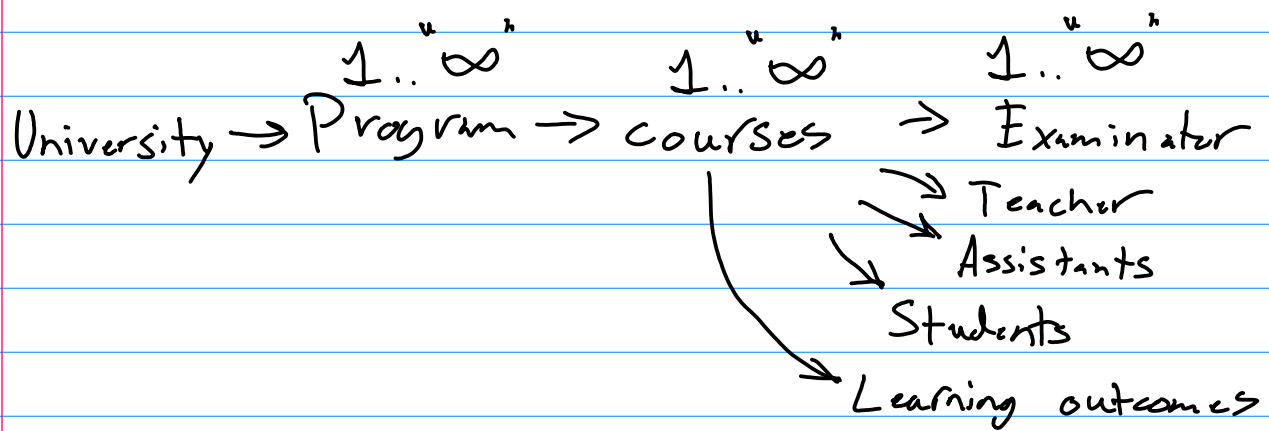 1.. "∞" 1.. "∞" 1.. "∞"
University → Program → courses → Examinator
Teacher
Assistants
Students
Learning outcomes